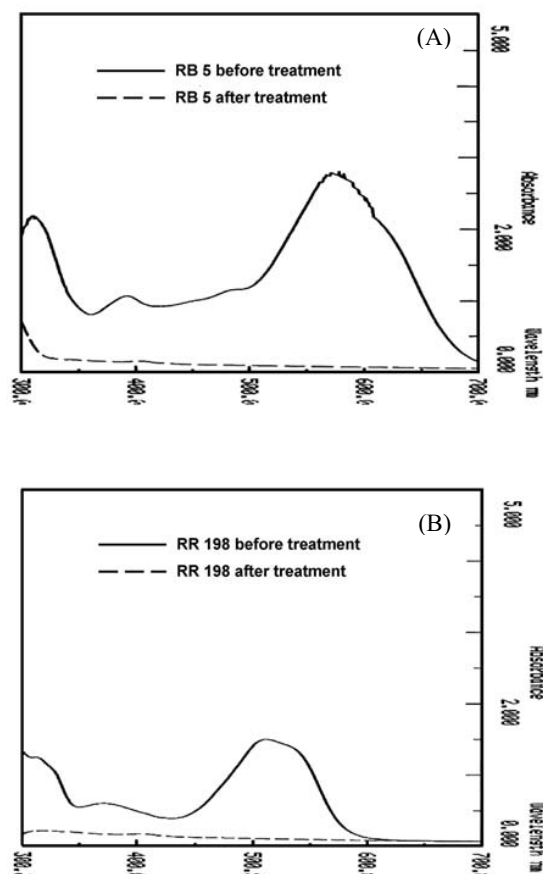 (A)
RB 5 before treatment
RB 5 after treatment
5.000
Absorbance
2.000
0.000
Wavelength nm
300.0
400.0
500.0
600.0
700.0
(B)
RR 198 before treatment
RR 198 after treatment
5.000
Absorbance
2.000
0.000
Wavelength nm
300.0
400.0
500.0
600.0
700.0